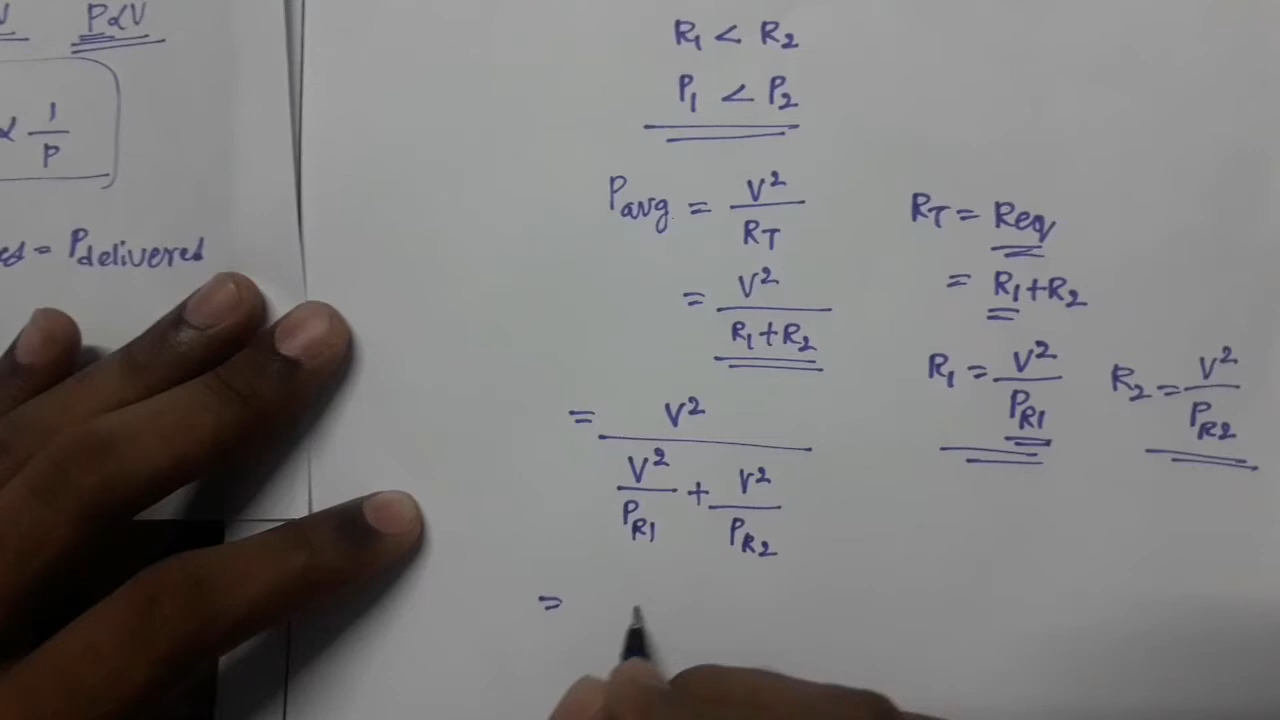 P∝V
∝ 1/P
= Pdelivered
R₁ < R₂
P₁ < P₂
Pavg. = V²/RT
= V²/(R₁+R₂)
= V²/(V²/PR1 + V²/PR2)
=
RT = Req
= R₁+R₂
R₁ = V²/PR1
R₂ = V²/PR2